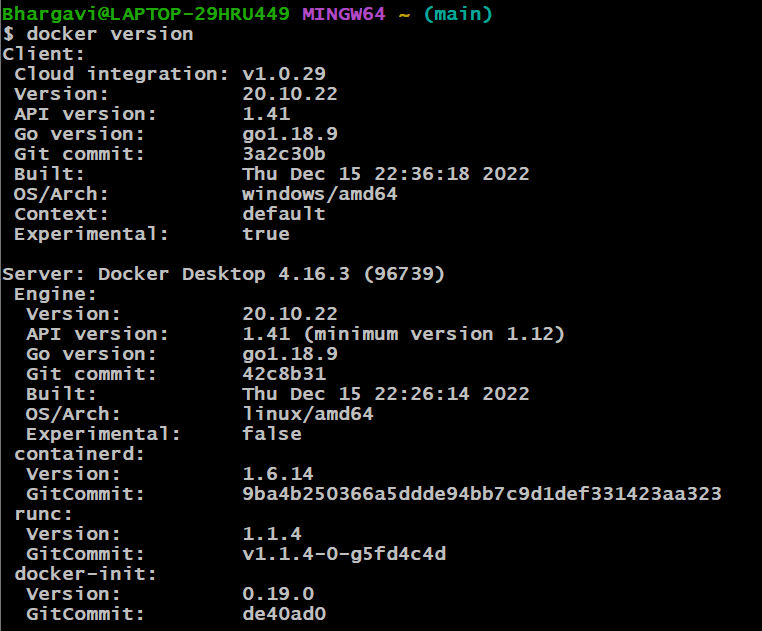 Bhargavi@LAPTOP-29HRU449 MINGW64 ~ (main)
$ docker version
Client:
 Cloud integration: v1.0.29
 Version:           20.10.22
 API version:       1.41
 Go version:        go1.18.9
 Git commit:        3a2c30b
 Built:             Thu Dec 15 22:36:18 2022
 OS/Arch:           windows/amd64
 Context:           default
 Experimental:      true

Server: Docker Desktop 4.16.3 (96739)
 Engine:
  Version:          20.10.22
  API version:      1.41 (minimum version 1.12)
  Go version:       go1.18.9
  Git commit:       42c8b31
  Built:            Thu Dec 15 22:26:14 2022
  OS/Arch:          linux/amd64
  Experimental:     false
 containerd:
  Version:          1.6.14
  GitCommit:        9ba4b250366a5ddde94bb7c9d1def331423aa323
 runc:
  Version:          1.1.4
  GitCommit:        v1.1.4-0-g5fd4c4d
 docker-init:
  Version:          0.19.0
  GitCommit:        de40ad0